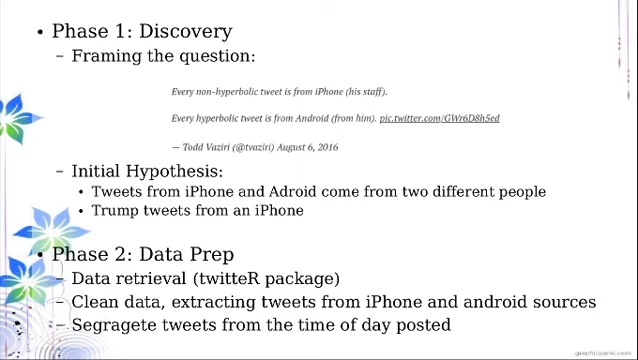 • Phase 1: Discovery
– Framing the question:
Every non-hyperbolic tweet is from iPhone (his staff).
Every hyperbolic tweet is from Android (from him). pic.twitter.com/GWr6D8h5ed
— Todd Vaziri (@tvaziri) August 6, 2016
– Initial Hypothesis:
• Tweets from iPhone and Adroid come from two different people
• Trump tweets from an iPhone
• Phase 2: Data Prep
– Data retrieval (twitteR package)
– Clean data, extracting tweets from iPhone and android sources
– Segragete tweets from the time of day posted
graphicpanic.com